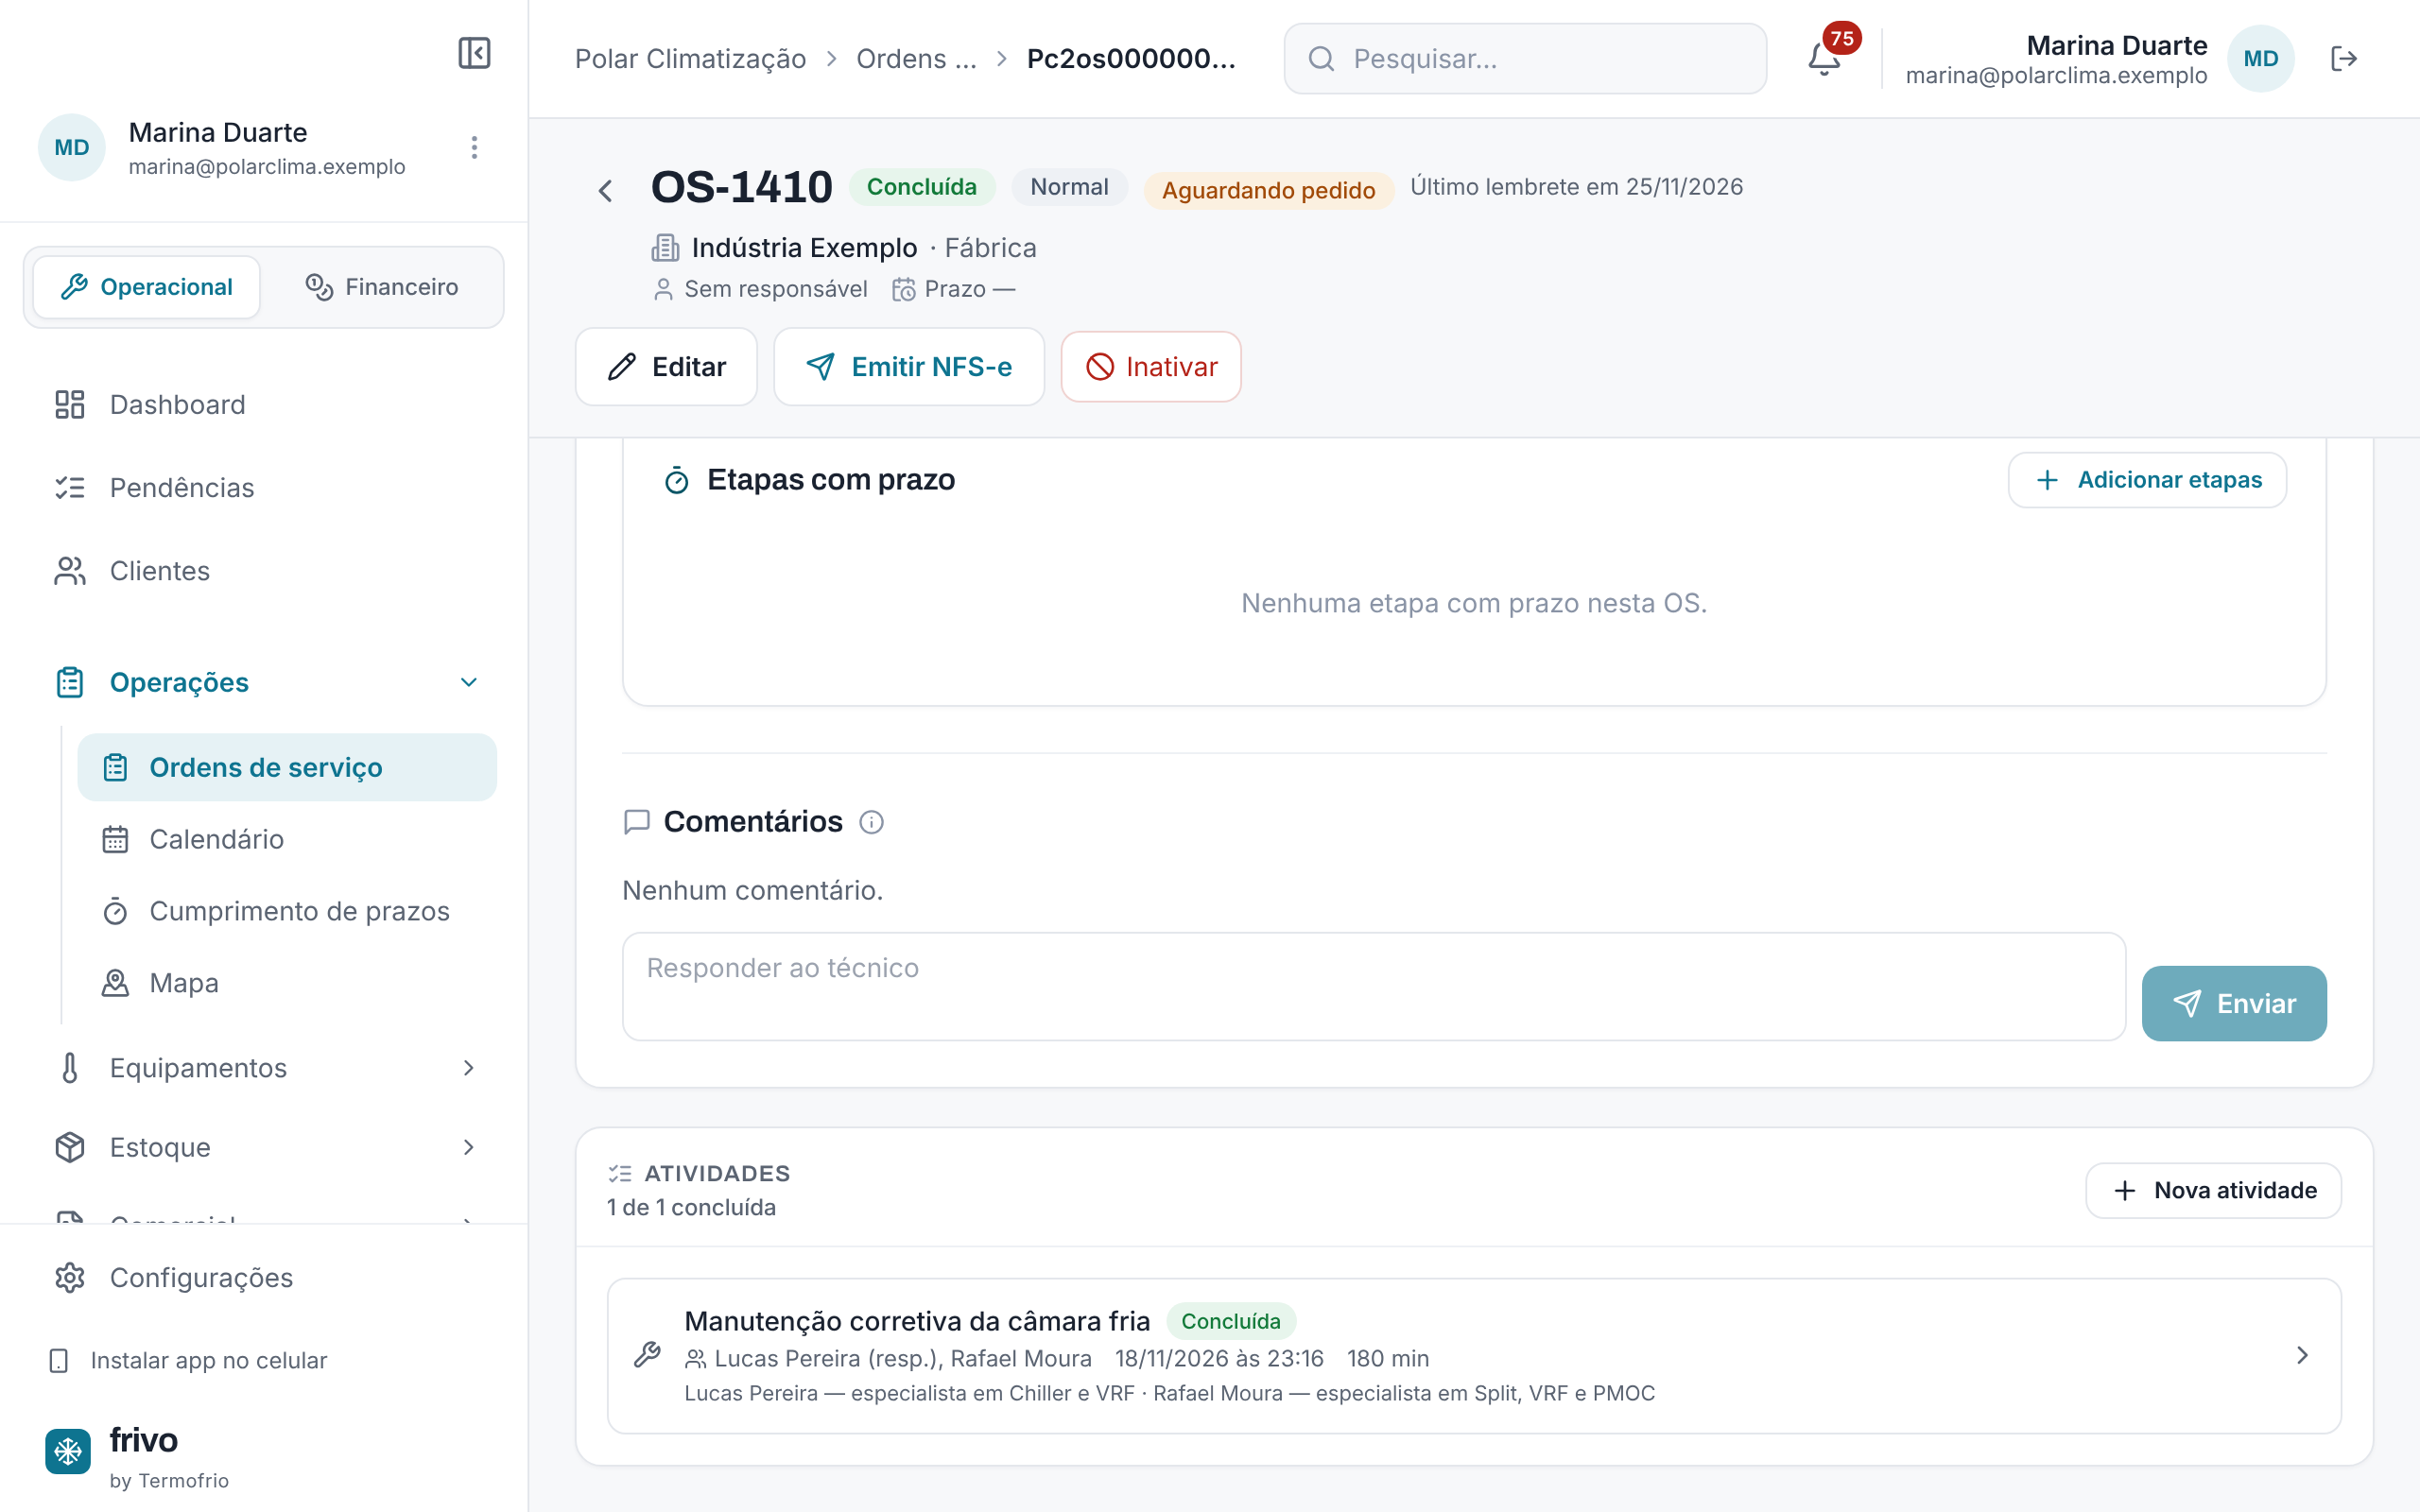 Marina Duarte
marina@polarclima.exemplo
MD
Operacional
Financeiro
Dashboard
Pendências
Clientes
Operações
Ordens de serviço
Calendário
Cumprimento de prazos
Mapa
Equipamentos
Estoque
Comercial
Configurações
Instalar app no celular
frivo
by Termofrio
Polar Climatização > Ordens ... > Pc2os000000...
Pesquisar...
75
Marina Duarte
marina@polarclima.exemplo
MD
OS-1410 Concluída Normal Aguardando pedido Último lembrete em 25/11/2026
Indústria Exemplo · Fábrica
Sem responsável Prazo —
Editar
Emitir NFS-e
Inativar
Etapas com prazo
Adicionar etapas
Nenhuma etapa com prazo nesta OS.
Comentários
Nenhum comentário.
Responder ao técnico
Enviar
ATIVIDADES
1 de 1 concluída
Nova atividade
Manutenção corretiva da câmara fria Concluída
Lucas Pereira (resp.), Rafael Moura 18/11/2026 às 23:16 180 min
Lucas Pereira — especialista em Chiller e VRF · Rafael Moura — especialista em Split, VRF e PMOC